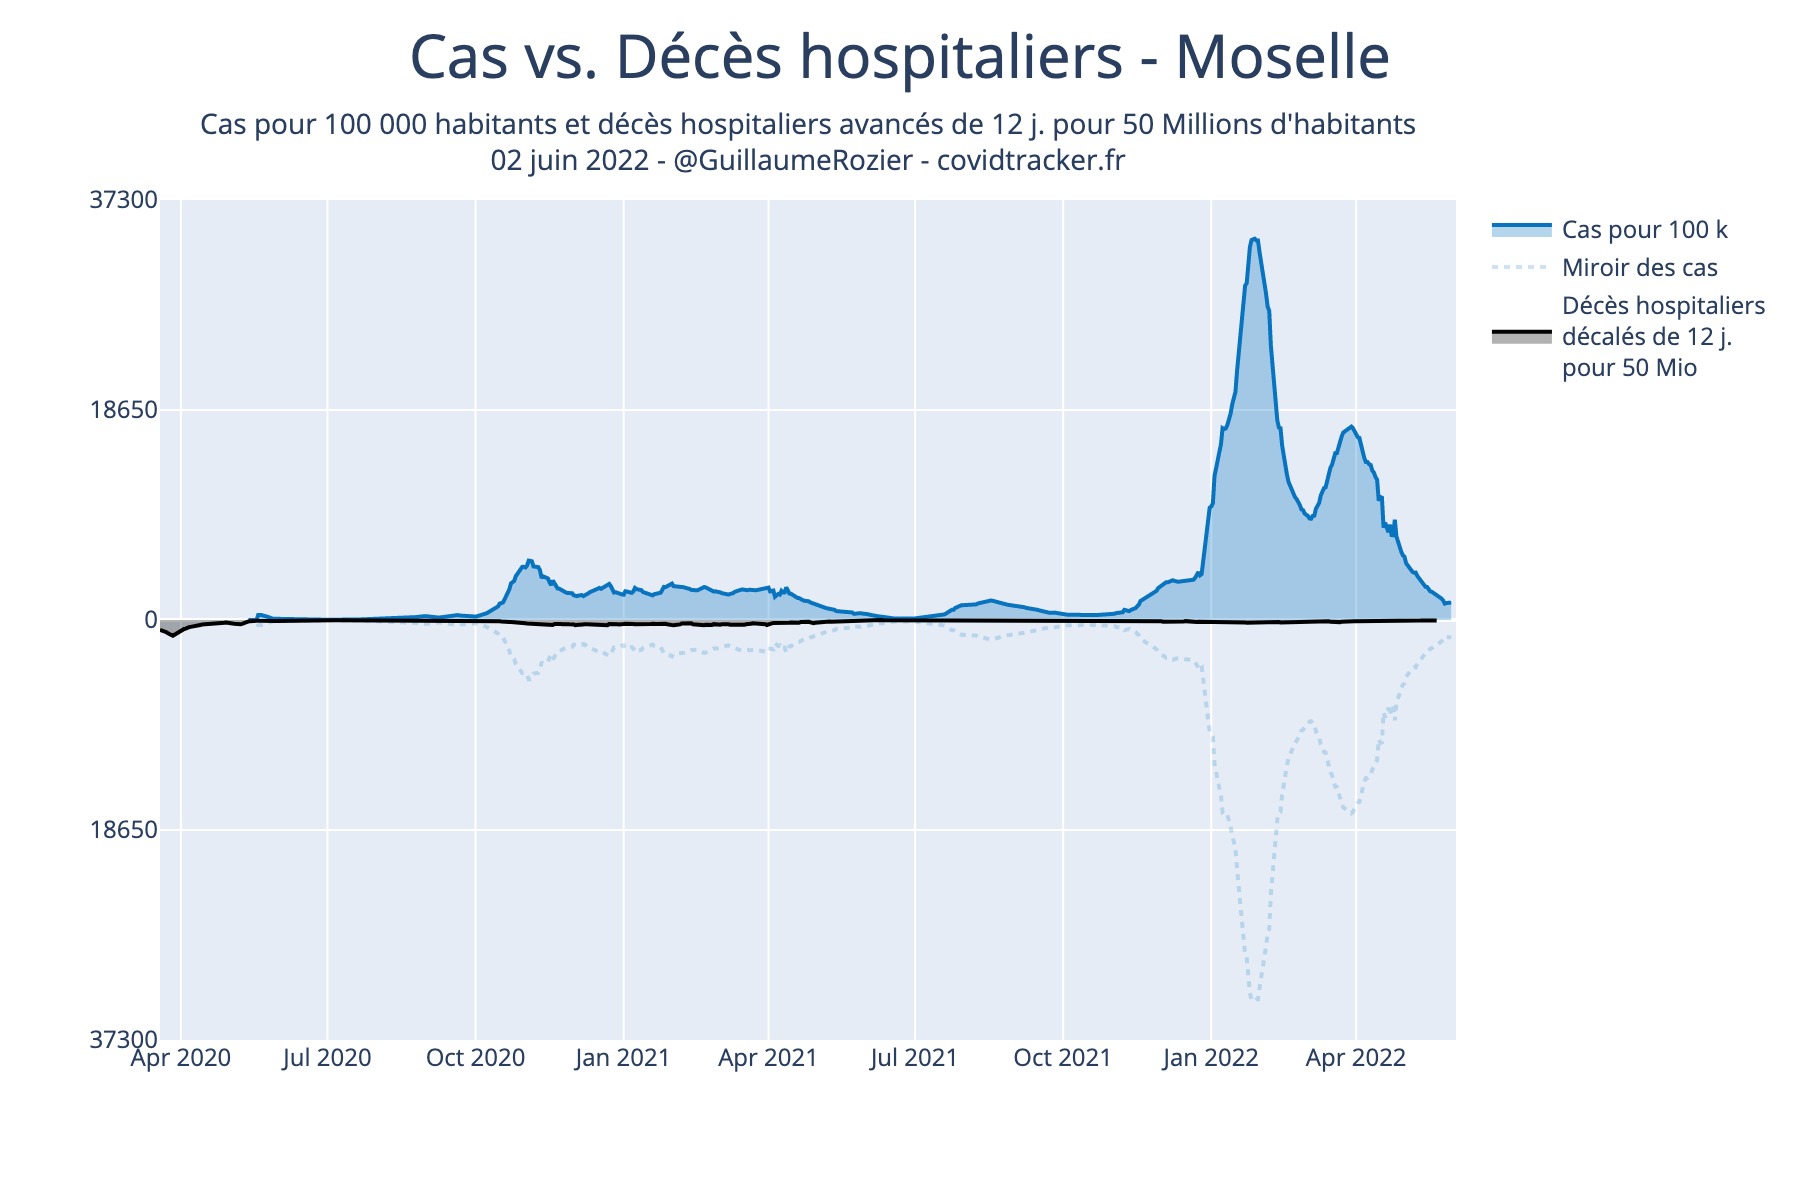 Cas vs. Décès hospitaliers - Moselle
Cas pour 100 000 habitants et décès hospitaliers avancés de 12 j. pour 50 Millions d'habitants
02 juin 2022 - @GuillaumeRozier - covidtracker.fr
37300
18650
0
18650
37300
Apr 2020
Jul 2020
Oct 2020
Jan 2021
Apr 2021
Jul 2021
Oct 2021
Jan 2022
Apr 2022
Cas pour 100 k
Miroir des cas
Décès hospitaliers
décalés de 12 j.
pour 50 Mio